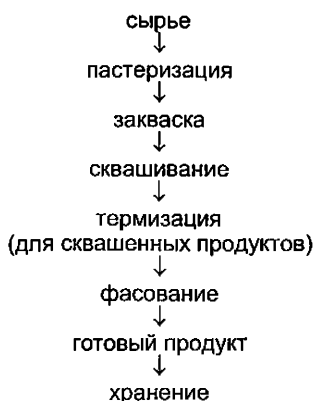 сырье
↓
пастеризация
↓
закваска
↓
сквашивание
↓
термизация
(для сквашенных продуктов)
↓
фасование
↓
готовый продукт
↓
хранение